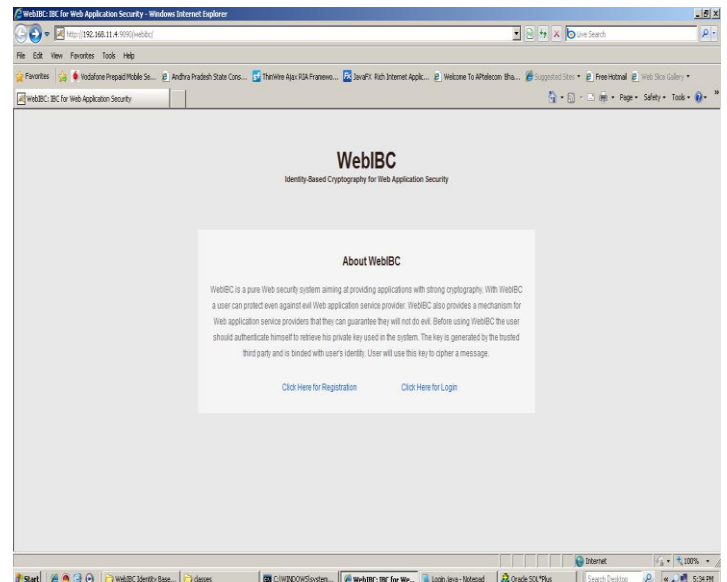 WebIBC: IBC for Web Application Security - Windows Internet Explorer
http://192.168.11.4:9090/webibc/
Live Search
File Edit View Favorites Tools Help
Favorites Vodafone Prepaid Mobile Se... Andhra Pradesh State Cons... ThinWire Ajax RIA Framewo... JavaFX Rich Internet Applic... Welcome To APtelecom Bha... Suggested Sites Free Hotmail Web Slice Gallery
WebIBC: IBC for Web Application Security
Page Safety Tools
WebIBC
Identity-Based Cryptography for Web Application Security
About WebIBC
WebIBC is a pure Web security system aiming at providing applications with strong cryptography. With WebIBC
a user can protect even against evil Web application service provider. WebIBC also provides a mechanism for
Web application service providers that they can guarantee they will not do evil. Before using WebIBC the user
should authenticate himself to retrieve his private key used in the system. The key is generated by the trusted
third party and is binded with user's identity. User will use this key to cipher a message.
Click Here for Registration Click Here for Login
Internet 100%
Start WebIBC Identity Base... classes C:\WINDOWS\system... WebIBC: IBC for We... Login.java - Notepad Oracle SQL*Plus Search Desktop 5:34 PM